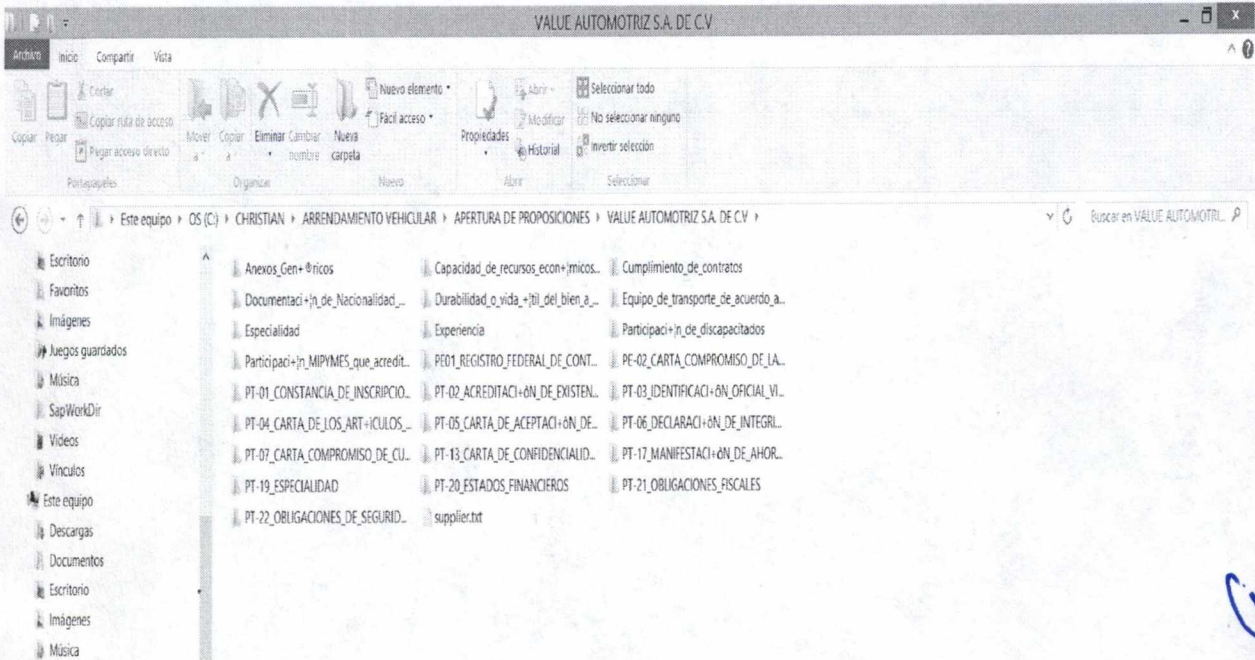 VALUE AUTOMOTRIZ S.A. DE C.V
Archivo Inicio Compartir Vista
Copiar Pegar
Cortar
Copiar ruta de acceso
Pegar acceso directo
Portapapeles
Mover a
Copiar a
Eliminar
Cambiar nombre
Organizar
Nueva carpeta
Nuevo elemento
Fácil acceso
Nuevo
Propiedades
Abrir
Modificar
Historial
Abrir
Seleccionar todo
No seleccionar ninguno
Invertir selección
Seleccionar
Este equipo OS (C:) CHRISTIAN ARRENDAMIENTO VEHICULAR APERTURA DE PROPOSICIONES VALUE AUTOMOTRIZ S.A. DE C.V
Buscar en VALUE AUTOMOTRI...
Escritorio
Favoritos
Imágenes
Juegos guardados
Música
SapWorkDir
Vídeos
Vínculos
Este equipo
Descargas
Documentos
Escritorio
Imágenes
Música
Anexos_Gen+®ricos Capacidad_de_recursos_econ+¦micos... Cumplimiento_de_contratos
Documentaci+¦n_de_Nacionalidad_... Durabilidad_o_vida_+¦til_del_bien_a_... Equipo_de_transporte_de_acuerdo_a...
Especialidad Experiencia Participaci+¦n_de_discapacitados
Participaci+¦n_MIPYMES_que_acredit... PE01_REGISTRO_FEDERAL_DE_CONT... PE-02_CARTA_COMPROMISO_DE_LA...
PT-01_CONSTANCIA_DE_INSCRIPCIO... PT-02_ACREDITACI+ôN_DE_EXISTEN... PT-03_IDENTIFICACI+ôN_OFICIAL_VI...
PT-04_CARTA_DE_LOS_ART+ìCULOS_... PT-05_CARTA_DE_ACEPTACI+ôN_DE... PT-06_DECLARACI+ôN_DE_INTEGRI...
PT-07_CARTA_COMPROMISO_DE_CU... PT-13_CARTA_DE_CONFIDENCIALID... PT-17_MANIFESTACI+ôN_DE_AHOR...
PT-19_ESPECIALIDAD PT-20_ESTADOS_FINANCIEROS PT-21_OBLIGACIONES_FISCALES
PT-22_OBLIGACIONES_DE_SEGURID... supplier.txt